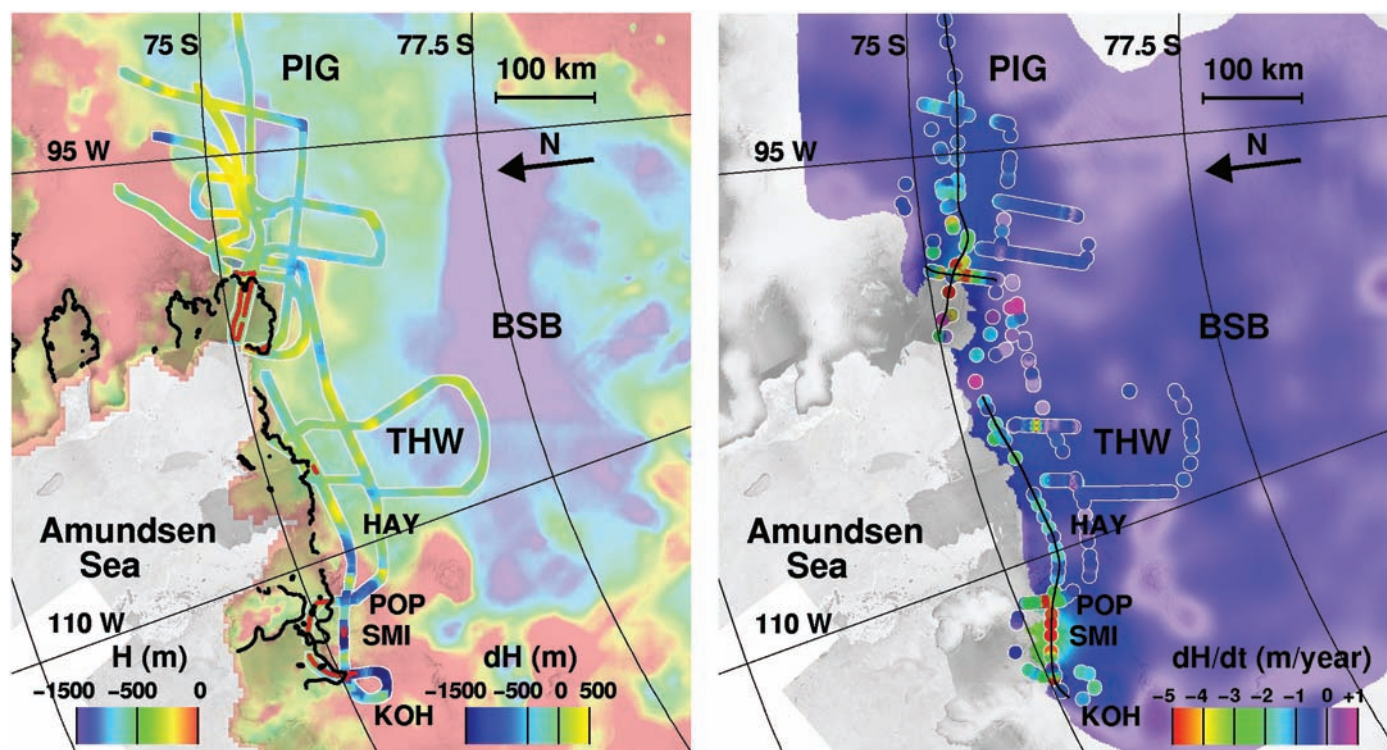 75 S
77.5 S
PIG
100 km
95 W
N
BSB
THW
HAY
Amundsen
Sea
POP
SMI
110 W
H (m)
−1500 −500 0
dH (m)
−1500 0 500
KOH
75 S
77.5 S
PIG
100 km
95 W
N
BSB
THW
HAY
Amundsen
Sea
POP
SMI
110 W
dH/dt (m/year)
−5 −4 −3 −2 −1 0 +1
KOH